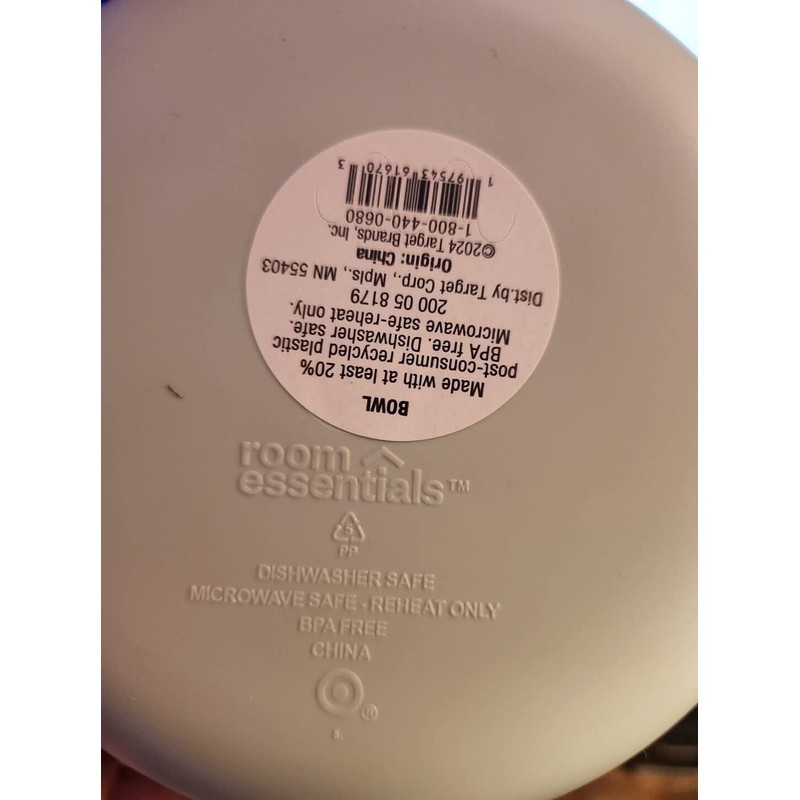 BOWL
Made with at least 20%
post-consumer recycled plastic
BPA free. Dishwasher safe.
Microwave safe-reheat only.
200 05 8179
Dist.by Target Corp., Mpls., MN 55403
Origin: China
©2024 Target Brands, Inc.
1-800-440-0680
1 97543 61670 3
room
essentials™
5
PP
DISHWASHER SAFE
MICROWAVE SAFE - REHEAT ONLY
BPA FREE
CHINA
®